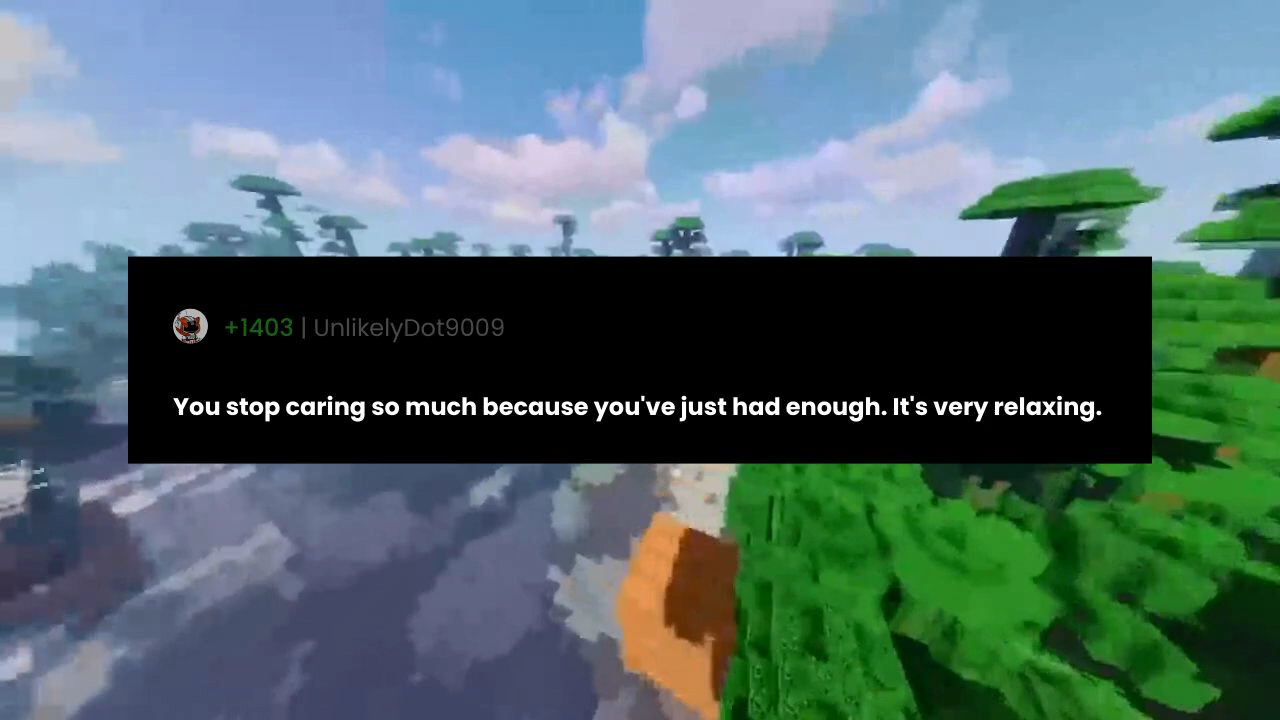 +1403 | UnlikelyDot9009
You stop caring so much because you've just had enough. It's very relaxing.